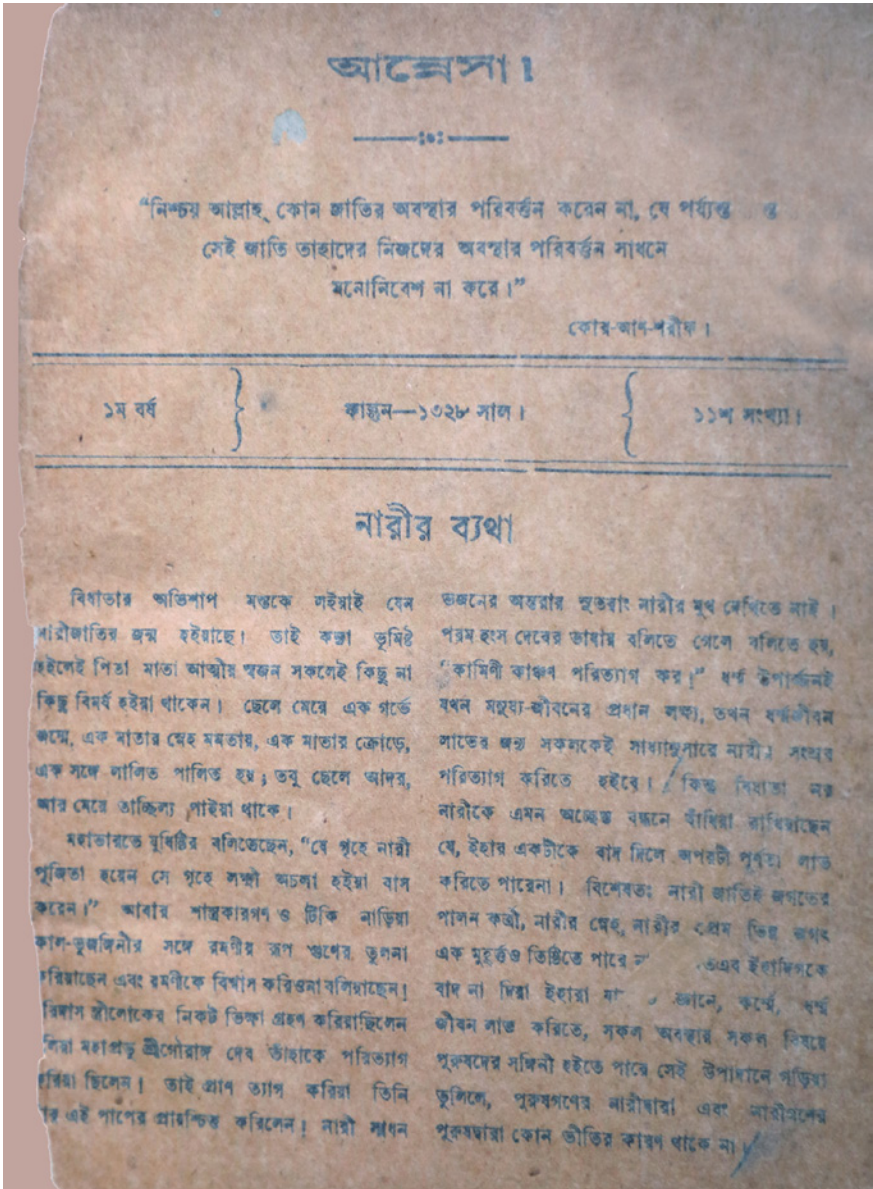 আন্নেসা।
“নিশ্চয় আল্লাহ্ কোন জাতির অবস্থার পরিবর্ত্তন করেন না, যে পর্য্যন্ত
সেই জাতি তাহাদের নিজদের অবস্থার পরিবর্ত্তন সাধনে
মনোনিবেশ না করে।”
কোর-আণ-শরীফ।
১ম বর্ষ
ফাল্গুন—১৩২৮ সাল।
১১শ সংখ্যা।
নারীর ব্যথা
বিধাতার অভিশাপ মস্তকে লইয়াই যেন
নারীজাতির জন্ম হইয়াছে। তাই কন্যা ভূমিষ্ট
হইলেই পিতা মাতা আত্মীয় স্বজন সকলেই কিছু না
কিছু বিমর্ষ হইয়া থাকেন। ছেলে মেয়ে এক গর্ভে
জন্মে, এক মাতার স্নেহ মমতায়, এক মাতার ক্রোড়ে,
এক সঙ্গে লালিত পালিত হয়; তবু ছেলে আদর,
আর মেয়ে তাচ্ছিল্য পাইয়া থাকে।
মহাভারতে যুধিষ্টির বলিতেছেন, “যে গৃহে নারী
পূজিতা হয়েন সে গৃহে লক্ষ্মী অচলা হইয়া বাস
করেন।” আবার শাস্ত্রকারগণ ও টিকি নাড়িয়া
কাল-ভূজঙ্গিনীর সঙ্গে রমণীর রূপ গুণের তুলনা
করিয়াছেন এবং রমণীকে বিশ্বাস করিওনা বলিয়াছেন।
হরিদাস স্ত্রীলোকের নিকট ভিক্ষা গ্রহণ করিয়াছিলেন
বলিয়া মহাপ্রভু শ্রীগৌরাঙ্গ দেব তাঁহাকে পরিত্যাগ
করিয়া ছিলেন। তাই প্রাণ ত্যাগ করিয়া তিনি
তার এই পাপের প্রায়শ্চিত্ত করিলেন। নারী সাধন
ভজনের অন্তরায় সুতরাং নারীর মুখ দেখিতে নাই।
পরম হংস দেবের ভাষায় বলিতে গেলে বলিতে হয়,
“কামিনী কাঞ্চন পরিত্যাগ কর।” ধর্ম্ম উপার্জ্জনই
যখন মনুষ্য-জীবনের প্রধান লক্ষ্য, তখন ধর্ম্মজীবন
লাভের জন্য সকলকেই সাধ্যানুসারে নারীর সংশ্রব
পরিত্যাগ করিতে হইবে। কিন্তু বিধাতা নর
নারীকে এমন অচ্ছেদ্য বন্ধনে বাঁধিয়া রাখিয়াছেন
যে, ইহার একটীকে বাদ দিলে অপরটী পূর্ণতা লাভ
করিতে পারেনা। বিশেষতঃ নারী জাতিই জগতের
পালন কর্ত্রী, নারীর স্নেহ, নারীর প্রেম ভিন্ন জগৎ
এক মুহূর্ত্তও তিষ্টিতে পারে ইহাদিগকে
বাদ না দিয়া ইহারা জ্ঞানে, কর্ম্মে, ধর্ম্ম
জীবন লাভ করিতে, সকল অবস্থায় সকল বিষয়ে
পুরুষদের সঙ্গিনী হইতে পারে সেই উপাদানে গড়িয়া
তুলিলে, পুরুষগণের নারীদ্বারা এবং নারীগণের
পুরুষদ্বারা কোন ভীতির কারণ থাকে না।